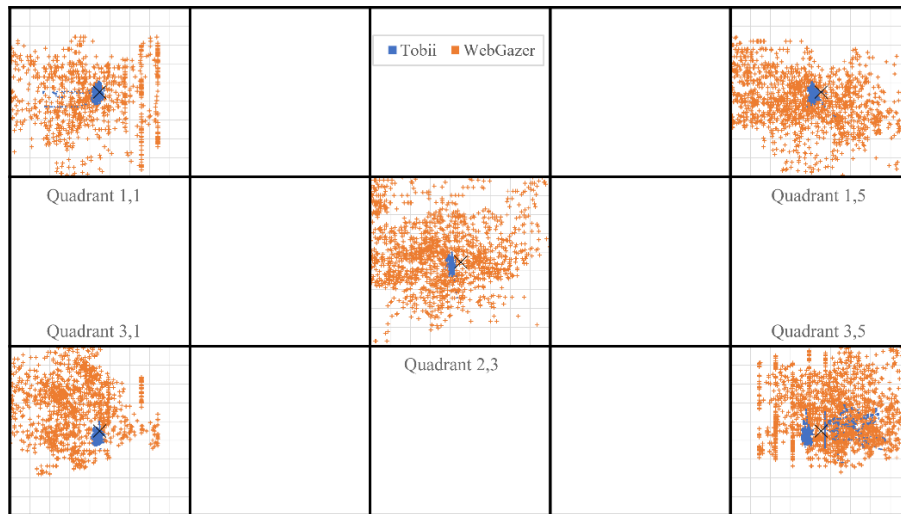 Tobii WebGazer
Quadrant 1,1
Quadrant 1,5
Quadrant 3,1
Quadrant 3,5
Quadrant 2,3